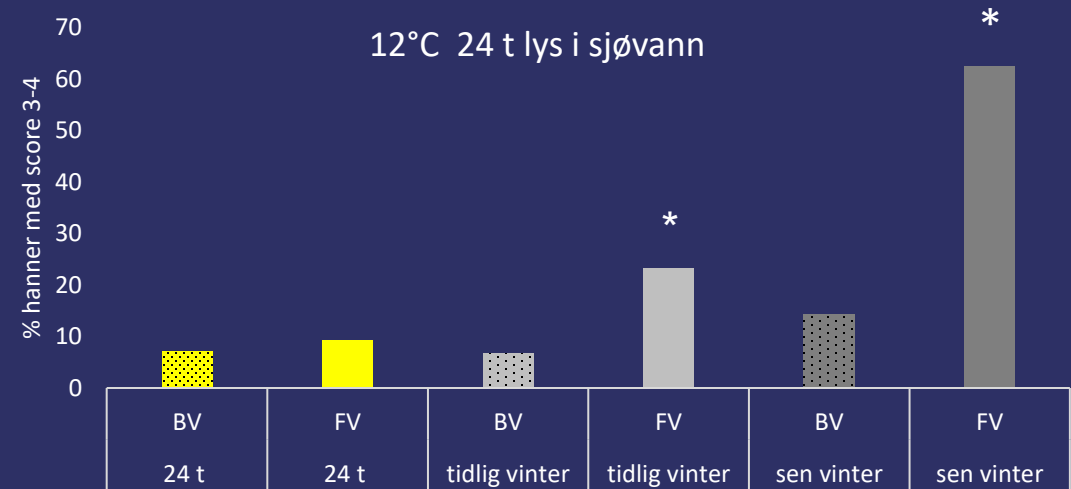 12°C 24 t lys i sjøvann
% hanner med score 3-4
70
60
50
40
30
20
10
0
*
*
BV FV BV FV BV FV
24 t 24 t tidlig vinter tidlig vinter sen vinter sen vinter